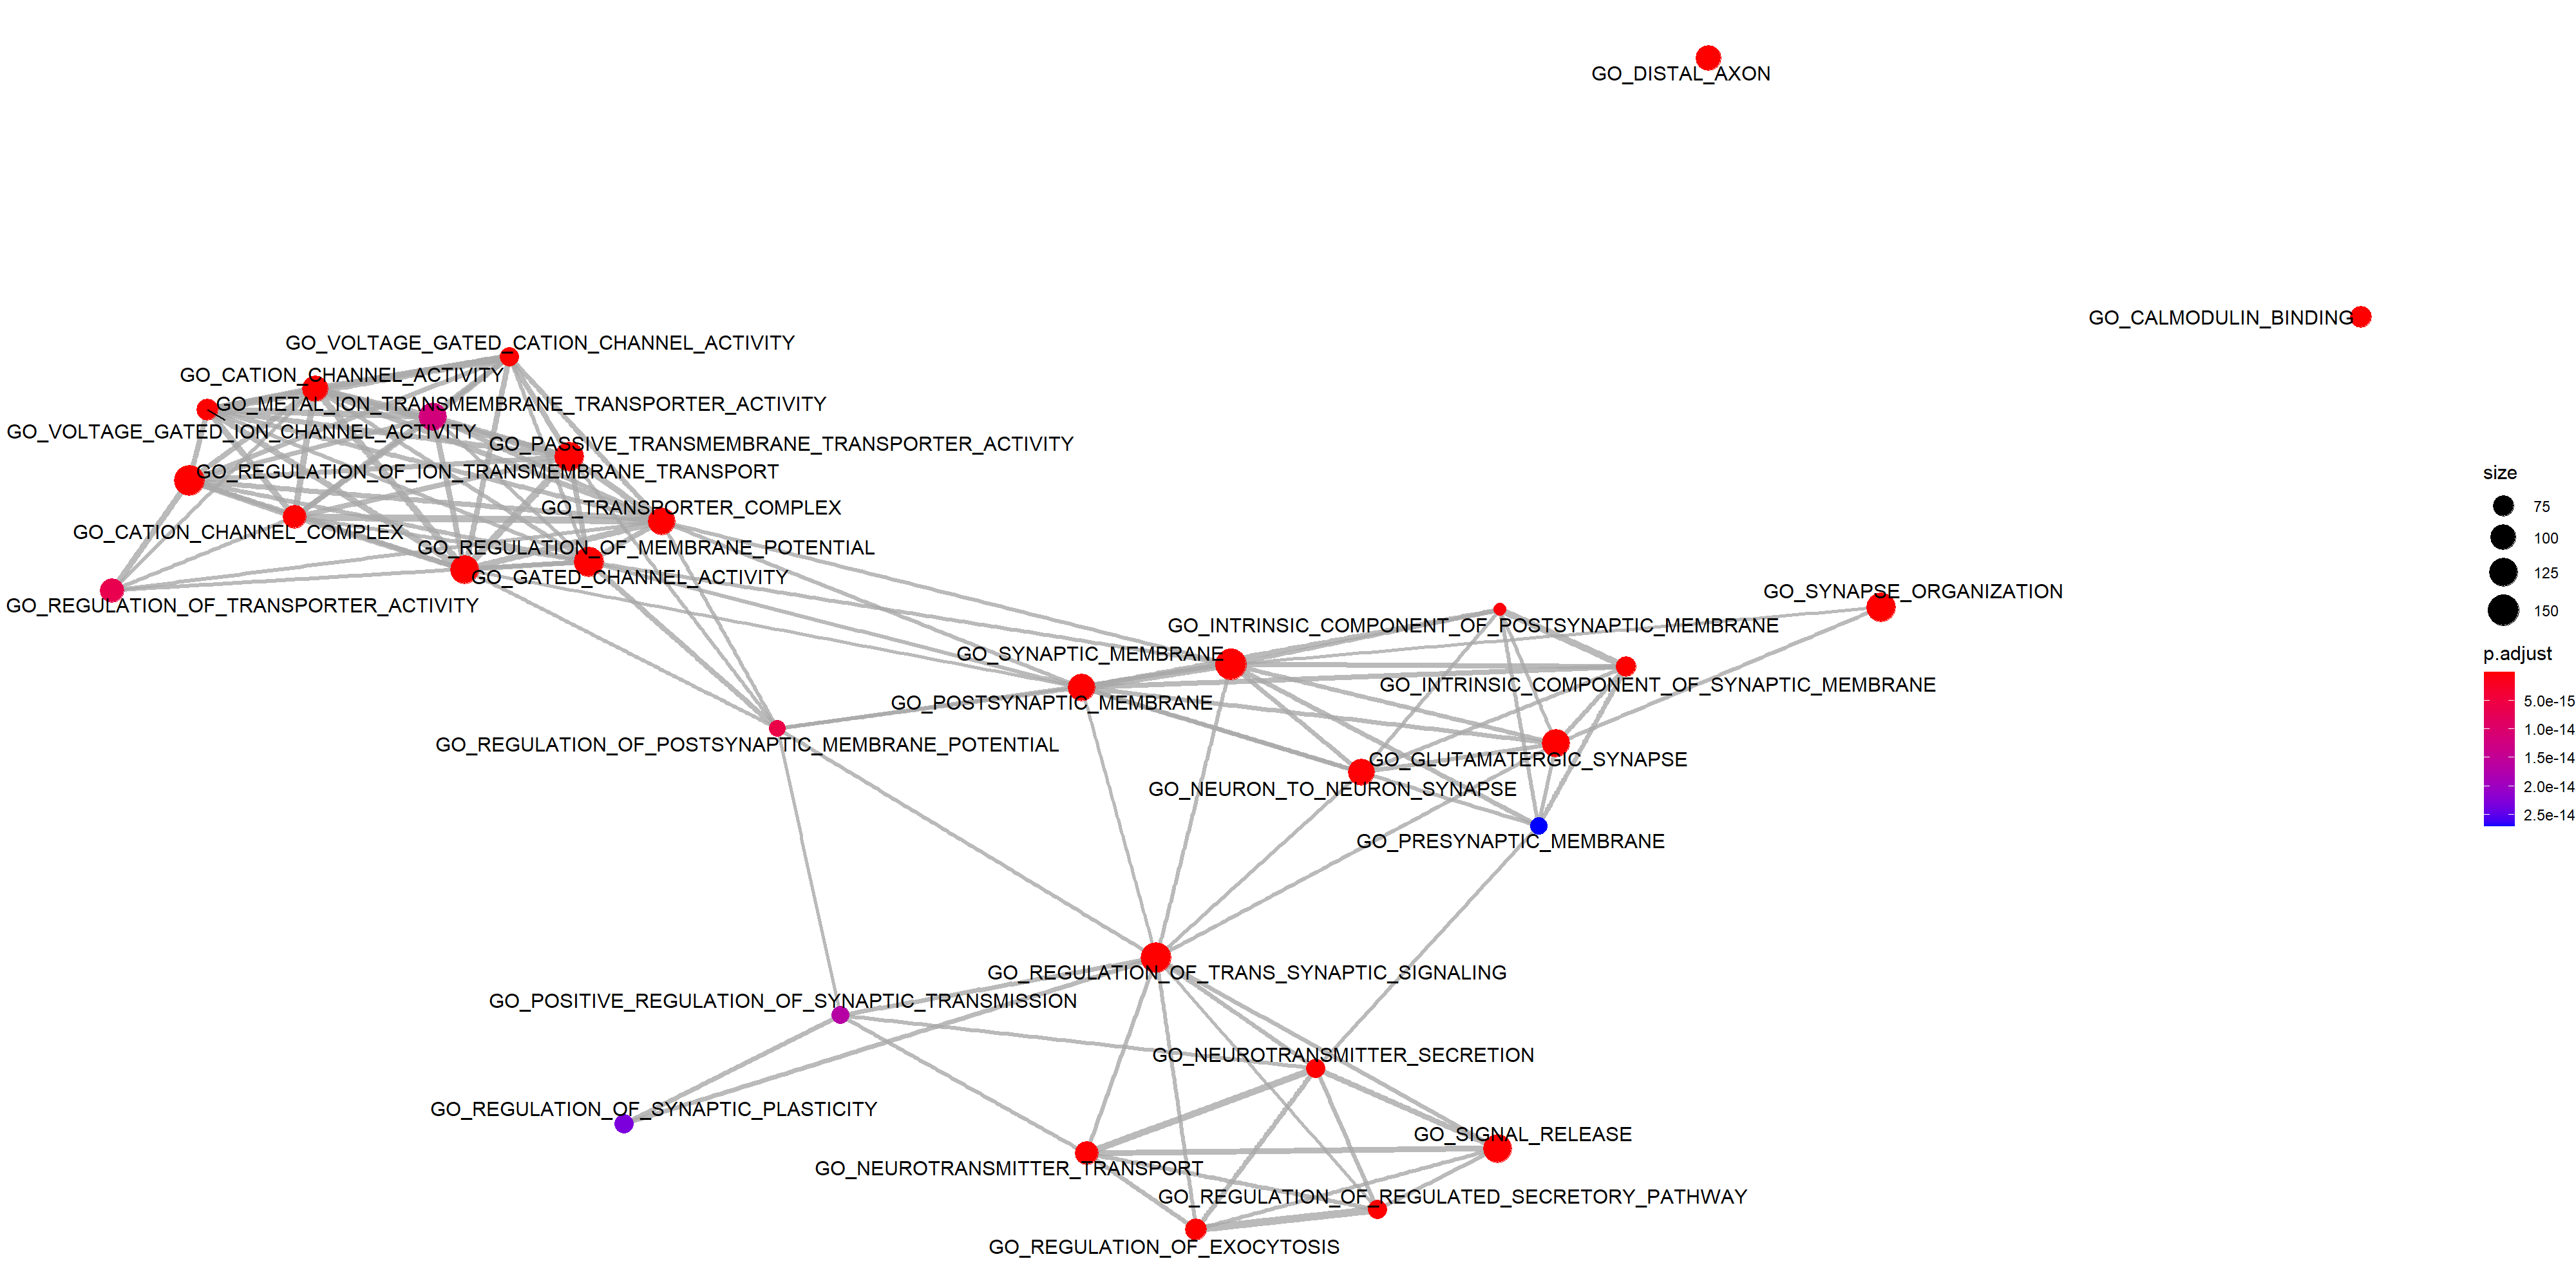 GO_DISTAL_AXON
GO_CALMODULIN_BINDING
GO_VOLTAGE_GATED_CATION_CHANNEL_ACTIVITY
GO_CATION_CHANNEL_ACTIVITY
GO_METAL_ION_TRANSMEMBRANE_TRANSPORTER_ACTIVITY
GO_VOLTAGE_GATED_ION_CHANNEL_ACTIVITY
GO_PASSIVE_TRANSMEMBRANE_TRANSPORTER_ACTIVITY
GO_REGULATION_OF_ION_TRANSMEMBRANE_TRANSPORT
GO_TRANSPORTER_COMPLEX
GO_CATION_CHANNEL_COMPLEX
GO_REGULATION_OF_MEMBRANE_POTENTIAL
GO_GATED_CHANNEL_ACTIVITY
GO_REGULATION_OF_TRANSPORTER_ACTIVITY
GO_SYNAPSE_ORGANIZATION
GO_INTRINSIC_COMPONENT_OF_POSTSYNAPTIC_MEMBRANE
GO_SYNAPTIC_MEMBRANE
GO_INTRINSIC_COMPONENT_OF_SYNAPTIC_MEMBRANE
GO_POSTSYNAPTIC_MEMBRANE
GO_REGULATION_OF_POSTSYNAPTIC_MEMBRANE_POTENTIAL
GO_GLUTAMATERGIC_SYNAPSE
GO_NEURON_TO_NEURON_SYNAPSE
GO_PRESYNAPTIC_MEMBRANE
GO_REGULATION_OF_TRANS_SYNAPTIC_SIGNALING
GO_POSITIVE_REGULATION_OF_SYNAPTIC_TRANSMISSION
GO_NEUROTRANSMITTER_SECRETION
GO_REGULATION_OF_SYNAPTIC_PLASTICITY
GO_SIGNAL_RELEASE
GO_NEUROTRANSMITTER_TRANSPORT
GO_REGULATION_OF_REGULATED_SECRETORY_PATHWAY
GO_REGULATION_OF_EXOCYTOSIS
size
75
100
125
150
p.adjust
5.0e-15
1.0e-14
1.5e-14
2.0e-14
2.5e-14